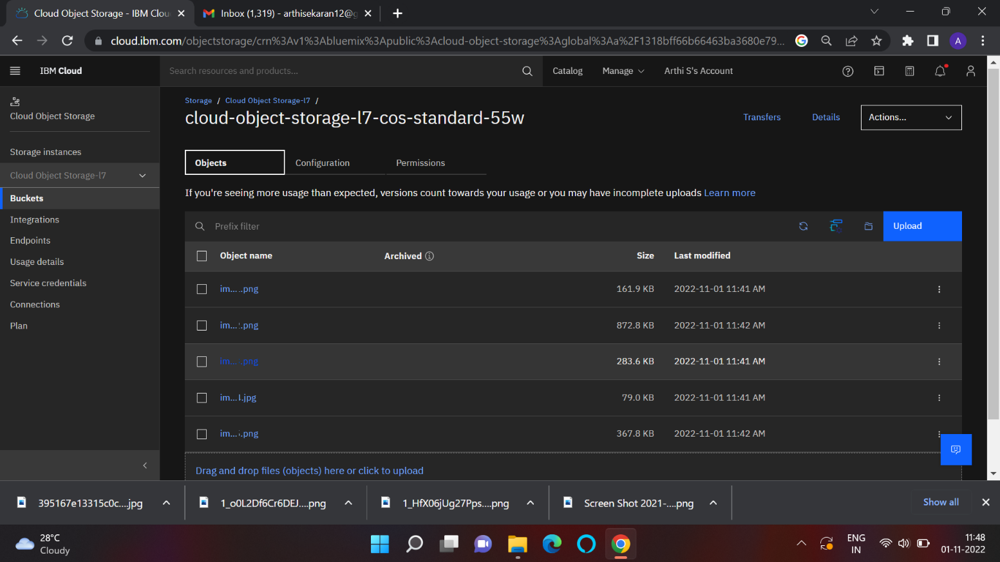 Cloud Object Storage - IBM Clou
Inbox (1,319) - arthisekaran12@g
cloud.ibm.com/objectstorage/crn%3Av1%3Abluemix%3Apublic%3Acloud-object-storage%3Aglobal%3Aa%2F1318bff66b66463ba3680e79...
A
IBM Cloud
Search resources and products...
Catalog
Manage
Arthi S's Account
Cloud Object Storage
Storage instances
Cloud Object Storage-l7
Buckets
Integrations
Endpoints
Usage details
Service credentials
Connections
Plan
Storage / Cloud Object Storage-l7 /
cloud-object-storage-l7-cos-standard-55w
Transfers
Details
Actions...
Objects
Configuration
Permissions
If you're seeing more usage than expected, versions count towards your usage or you may have incomplete uploads Learn more
Prefix filter
Upload
Object name Archived Size Last modified
im... .png 161.9 KB 2022-11-01 11:41 AM
im... .png 872.8 KB 2022-11-01 11:42 AM
im... .png 283.6 KB 2022-11-01 11:41 AM
im... .jpg 79.0 KB 2022-11-01 11:41 AM
im... .png 367.8 KB 2022-11-01 11:42 AM
Drag and drop files (objects) here or click to upload
395167e13315c0c....jpg
1_o0L2Df6Cr6DEJ....png
1_HfX06jUg27Pps....png
Screen Shot 2021-....png
Show all
28°C
Cloudy
ENG
IN
11:48
01-11-2022